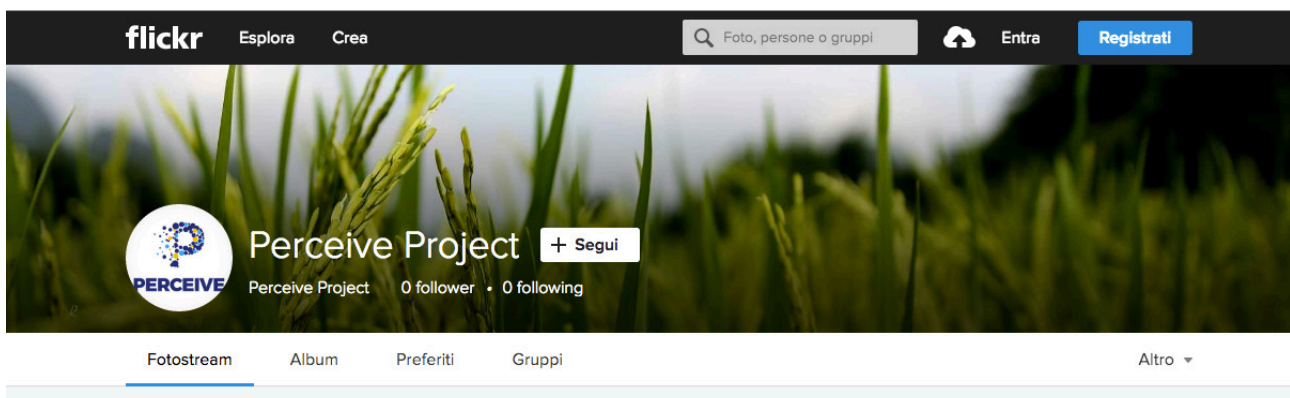 flickr Esplora Crea Foto, persone o gruppi Entra Registrati
PERCEIVE
Perceive Project + Segui
Perceive Project 0 follower • 0 following
Fotostream Album Preferiti Gruppi Altro